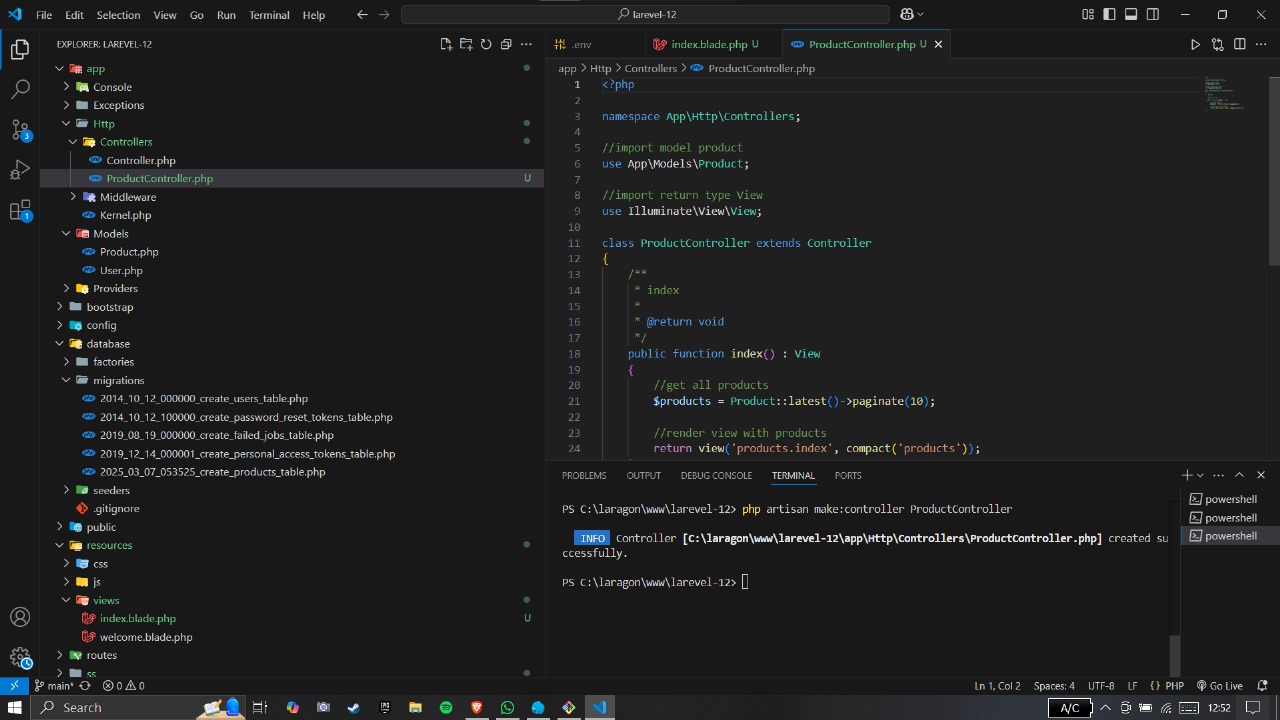 File Edit Selection View Go Run Terminal Help
larevel-12
EXPLORER: LAREVEL-12
app
Console
Exceptions
Http
Controllers
Controller.php
ProductController.php U
Middleware
Kernel.php
Models
Product.php
User.php
Providers
bootstrap
config
database
factories
migrations
2014_10_12_000000_create_users_table.php
2014_10_12_100000_create_password_reset_tokens_table.php
2019_08_19_000000_create_failed_jobs_table.php
2019_12_14_000001_create_personal_access_tokens_table.php
2025_03_07_053525_create_products_table.php
seeders
.gitignore
public
resources
css
js
views
index.blade.php U
welcome.blade.php
routes
ss
3
1
.env index.blade.php U ProductController.php U
app > Http > Controllers > ProductController.php
1 <?php
2
3 namespace App\Http\Controllers;
4
5 //import model product
6 use App\Models\Product;
7
8 //import return type View
9 use Illuminate\View\View;
10
11 class ProductController extends Controller
12 {
13 /**
14 * index
15 *
16 * @return void
17 */
18 public function index() : View
19 {
20 //get all products
21 $products = Product::latest()->paginate(10);
22
23 //render view with products
24 return view('products.index', compact('products'));
PROBLEMS OUTPUT DEBUG CONSOLE TERMINAL PORTS
PS C:\laragon\www\larevel-12> php artisan make:controller ProductController
INFO Controller [C:\laragon\www\larevel-12\app\Http\Controllers\ProductController.php] created su
ccessfully.
PS C:\laragon\www\larevel-12>
powershell
powershell
powershell
main* 0 0 Ln 1, Col 2 Spaces: 4 UTF-8 LF {} PHP Go Live
Search A/C 12:52